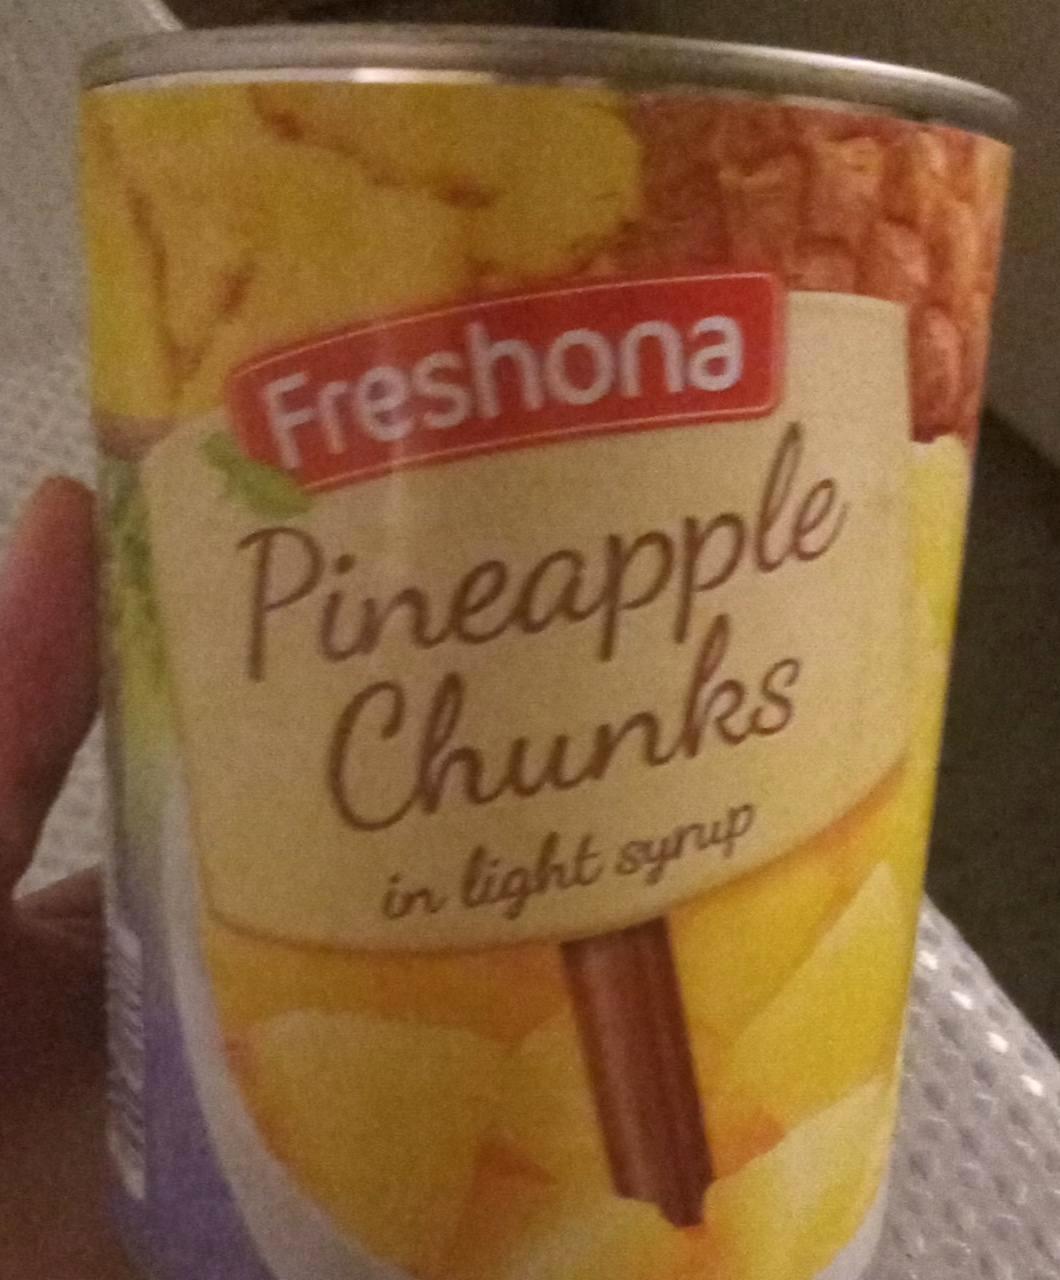 Freshona
Pineapple
Chunks
in light syrup